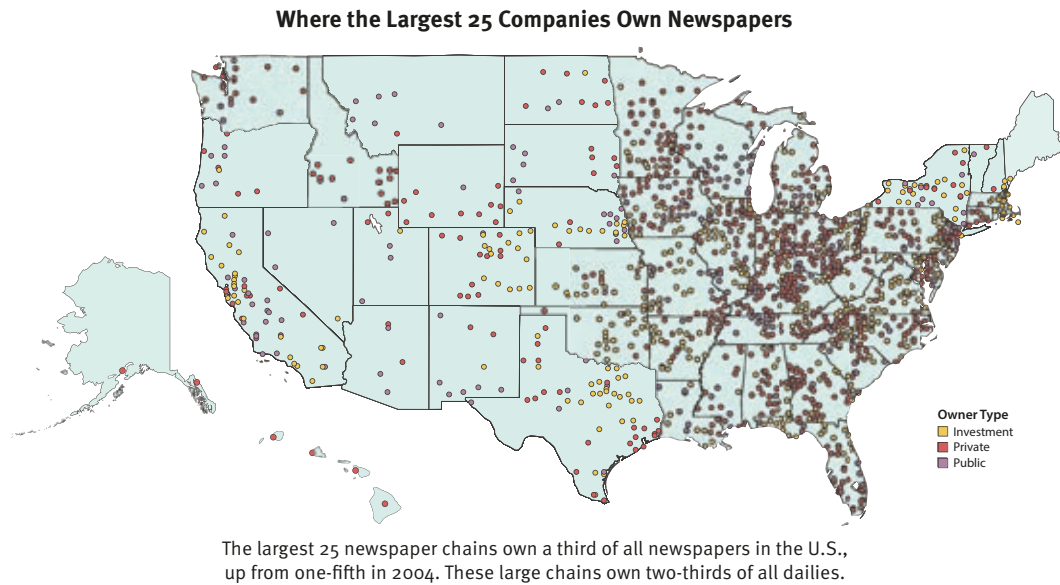 Where the Largest 25 Companies Own Newspapers
Owner Type
Investment
Private
Public
The largest 25 newspaper chains own a third of all newspapers in the U.S.,
up from one-fifth in 2004. These large chains own two-thirds of all dailies.